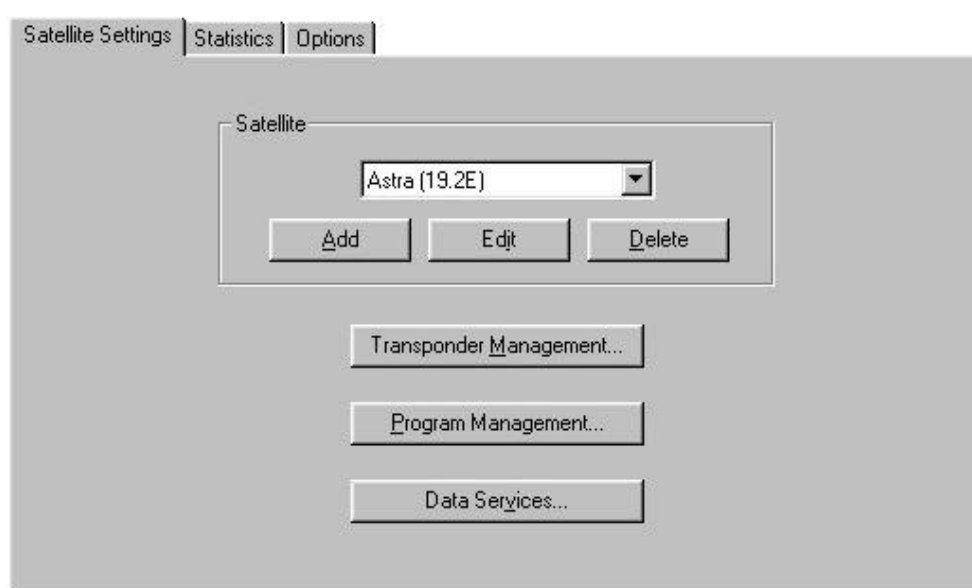 Satellite Settings Statistics Options
Satellite
Astra (19.2E)
Add Edit Delete
Transponder Management...
Program Management...
Data Services...